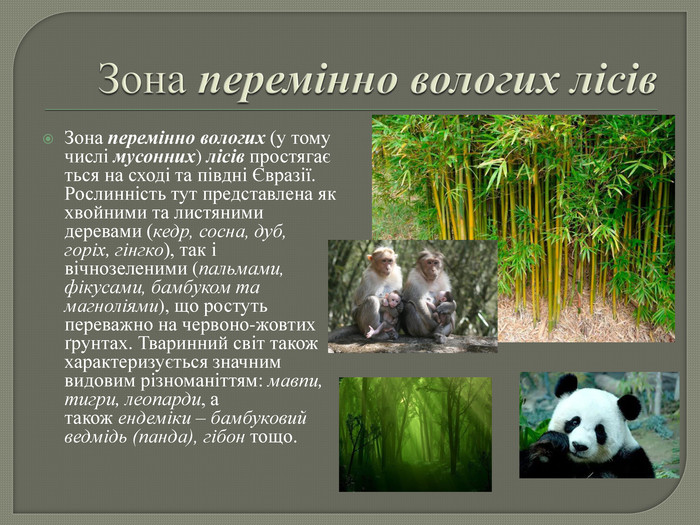 Зона перемінно вологих лісів
Зона перемінно вологих (у тому
числі мусонних) лісів простягає
ться на сході та півдні Євразії.
Рослинність тут представлена як
хвойними та листяними
деревами (кедр, сосна, дуб,
горіх, гінгко), так і
вічнозеленими (пальмами,
фікусами, бамбуком та
магноліями), що ростуть
переважно на червоно-жовтих
ґрунтах. Тваринний світ також
характеризується значним
видовим різноманіттям: мавпи,
тигри, леопарди, а
також ендеміки – бамбуковий
ведмідь (панда), гібон тощо.